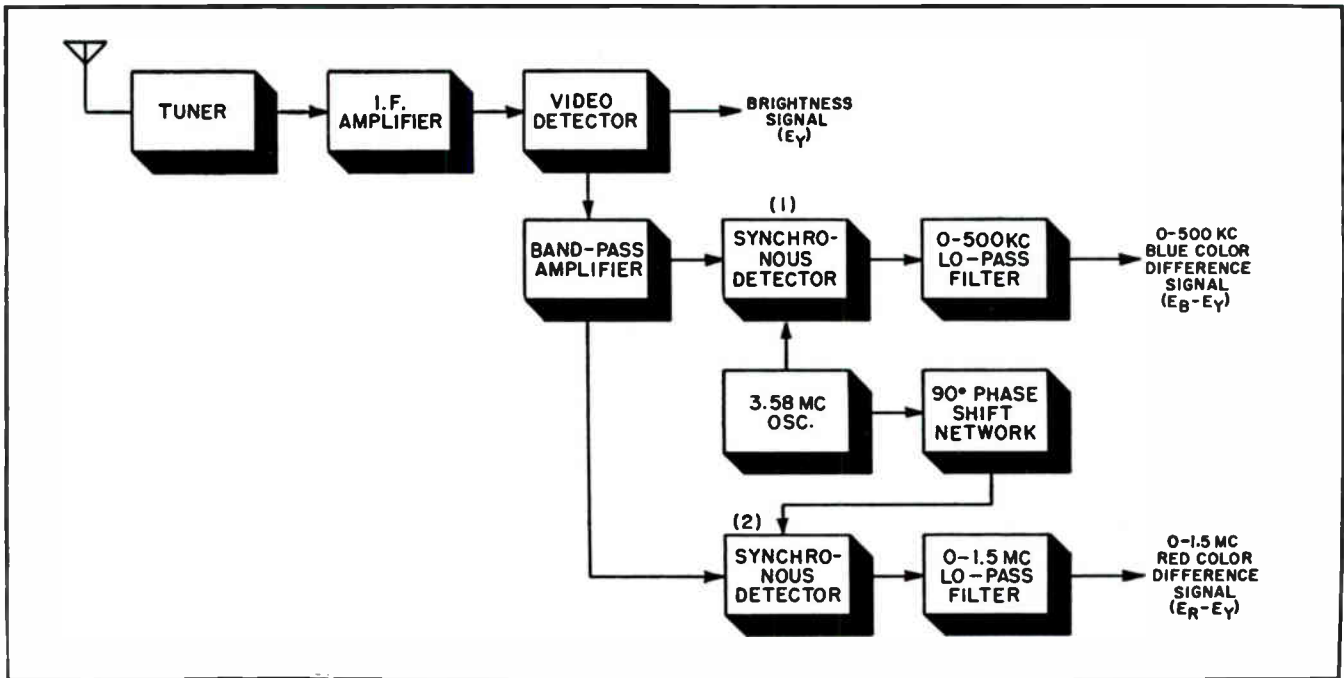 TUNER
I.F.
AMPLIFIER
VIDEO
DETECTOR
BRIGHTNESS
SIGNAL
(EY)
BAND-PASS
AMPLIFIER
(1)
SYNCHRO-
NOUS
DETECTOR
0-500KC
LO-PASS
FILTER
0-500 KC
BLUE COLOR
DIFFERENCE
SIGNAL
(EB-EY)
3.58 MC
OSC.
90° PHASE
SHIFT
NETWORK
(2)
SYNCHRO-
NOUS
DETECTOR
0-1.5 MC
LO-PASS
FILTER
0-1.5 MC
RED COLOR
DIFFERENCE
SIGNAL
(ER-EY)